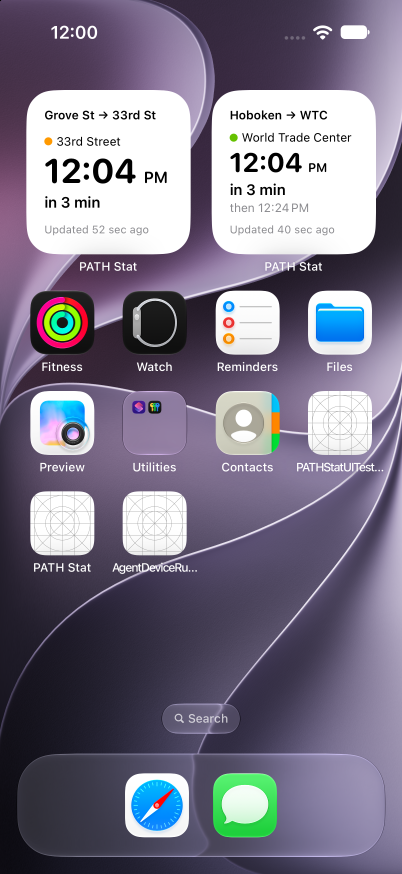 12:00
Grove St → 33rd St
33rd Street
12:04 PM
in 3 min
Updated 52 sec ago
PATH Stat
Hoboken → WTC
World Trade Center
12:04 PM
in 3 min
then 12:24 PM
Updated 40 sec ago
PATH Stat
Fitness
Watch
Reminders
Files
Preview
Utilities
Contacts
PATHStatUITest...
PATH Stat
AgentDeviceRu...
Search